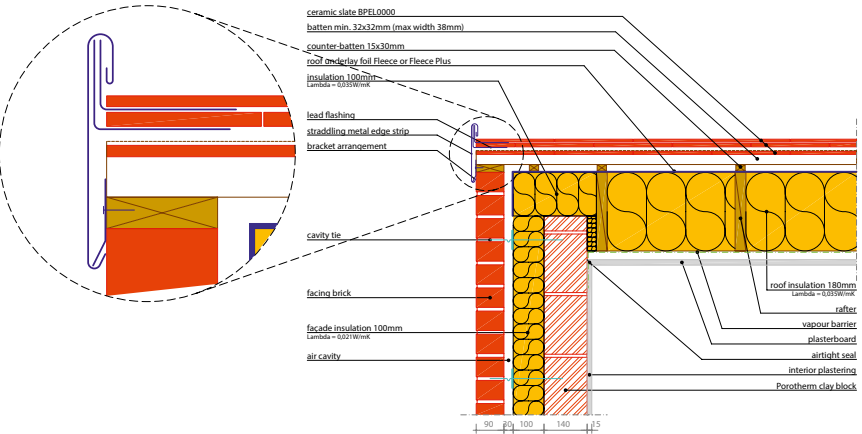 ceramic slate BPEL0000
batten min. 32x32mm (max width 38mm)
counter-batten 15x30mm
roof underlay foil Fleece or Fleece Plus
insulation 100mm
Lambda = 0,035W/mK
lead flashing
straddling metal edge strip
bracket arrangement
cavity tie
facing brick
façade insulation 100mm
Lambda = 0,021W/mK
air cavity
roof insulation 180mm
Lambda = 0,035W/mK
rafter
vapour barrier
plasterboard
airtight seal
interior plastering
Porotherm clay block
90 30 100 140 15